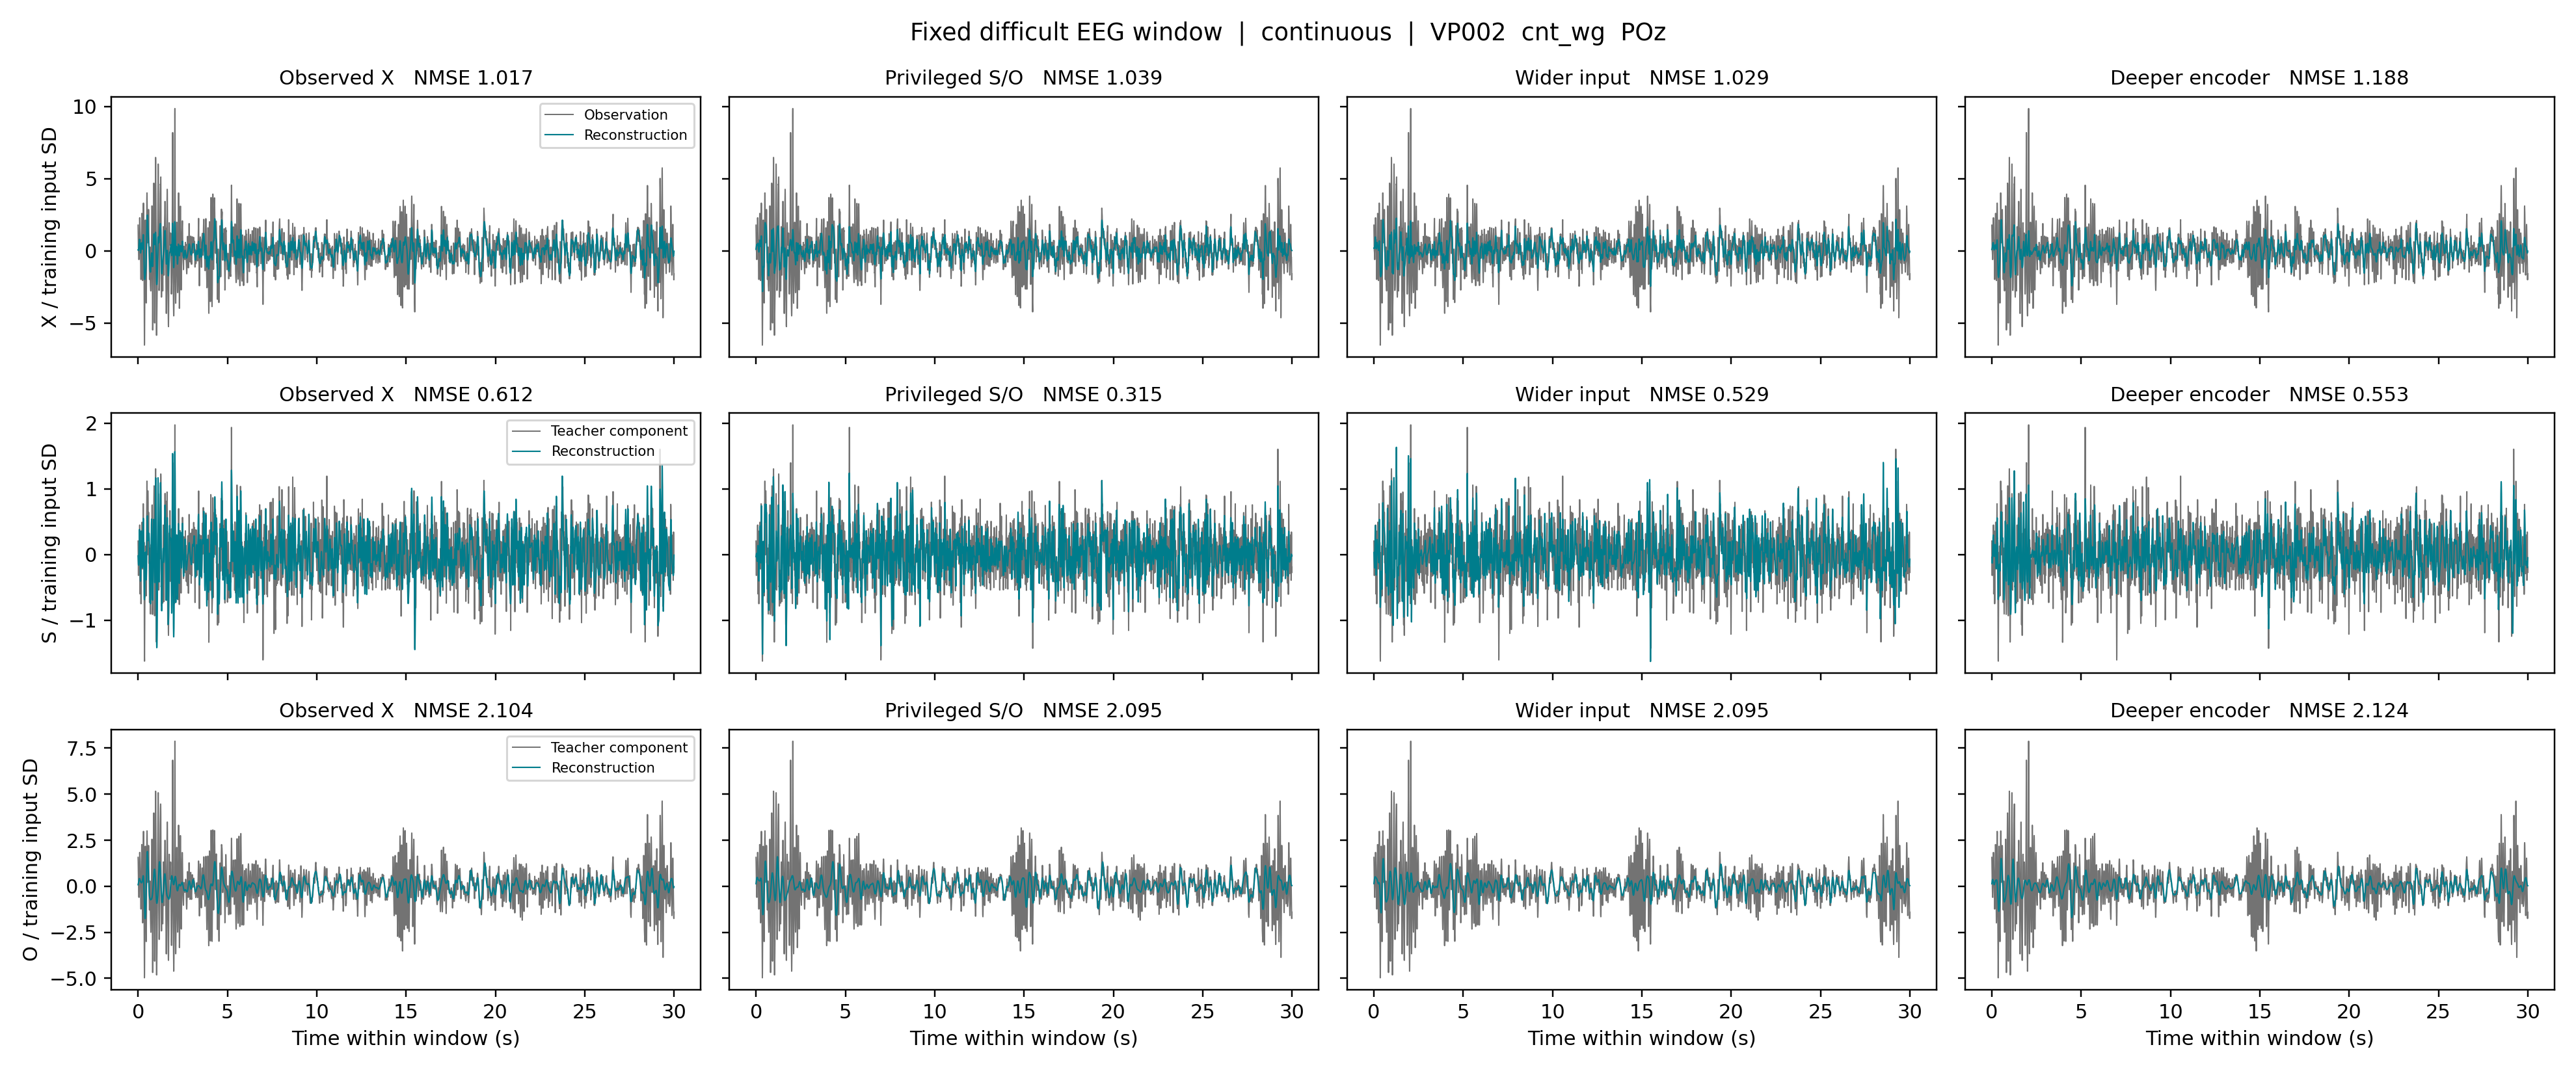 Fixed difficult EEG window | continuous | VP002 cnt_wg POz
Observed X NMSE 1.017
Privileged S/O NMSE 1.039
Wider input NMSE 1.029
Deeper encoder NMSE 1.188
X / training input SD
10
5
0
−5
Observation
Reconstruction
Observed X NMSE 0.612
Privileged S/O NMSE 0.315
Wider input NMSE 0.529
Deeper encoder NMSE 0.553
S / training input SD
2
1
0
−1
Teacher component
Reconstruction
Observed X NMSE 2.104
Privileged S/O NMSE 2.095
Wider input NMSE 2.095
Deeper encoder NMSE 2.124
O / training input SD
7.5
5.0
2.5
0.0
−2.5
−5.0
Teacher component
Reconstruction
0 5 10 15 20 25 30
0 5 10 15 20 25 30
0 5 10 15 20 25 30
0 5 10 15 20 25 30
Time within window (s)
Time within window (s)
Time within window (s)
Time within window (s)